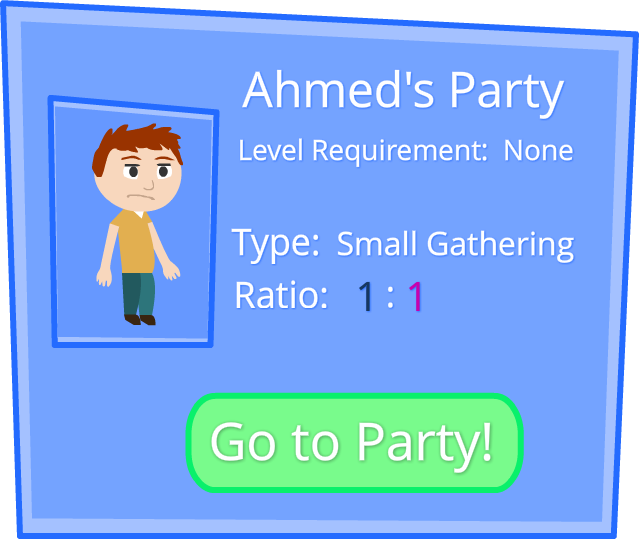 Ahmed's Party
Level Requirement: None
Type: Small Gathering
Ratio: 1 : 1
Go to Party!